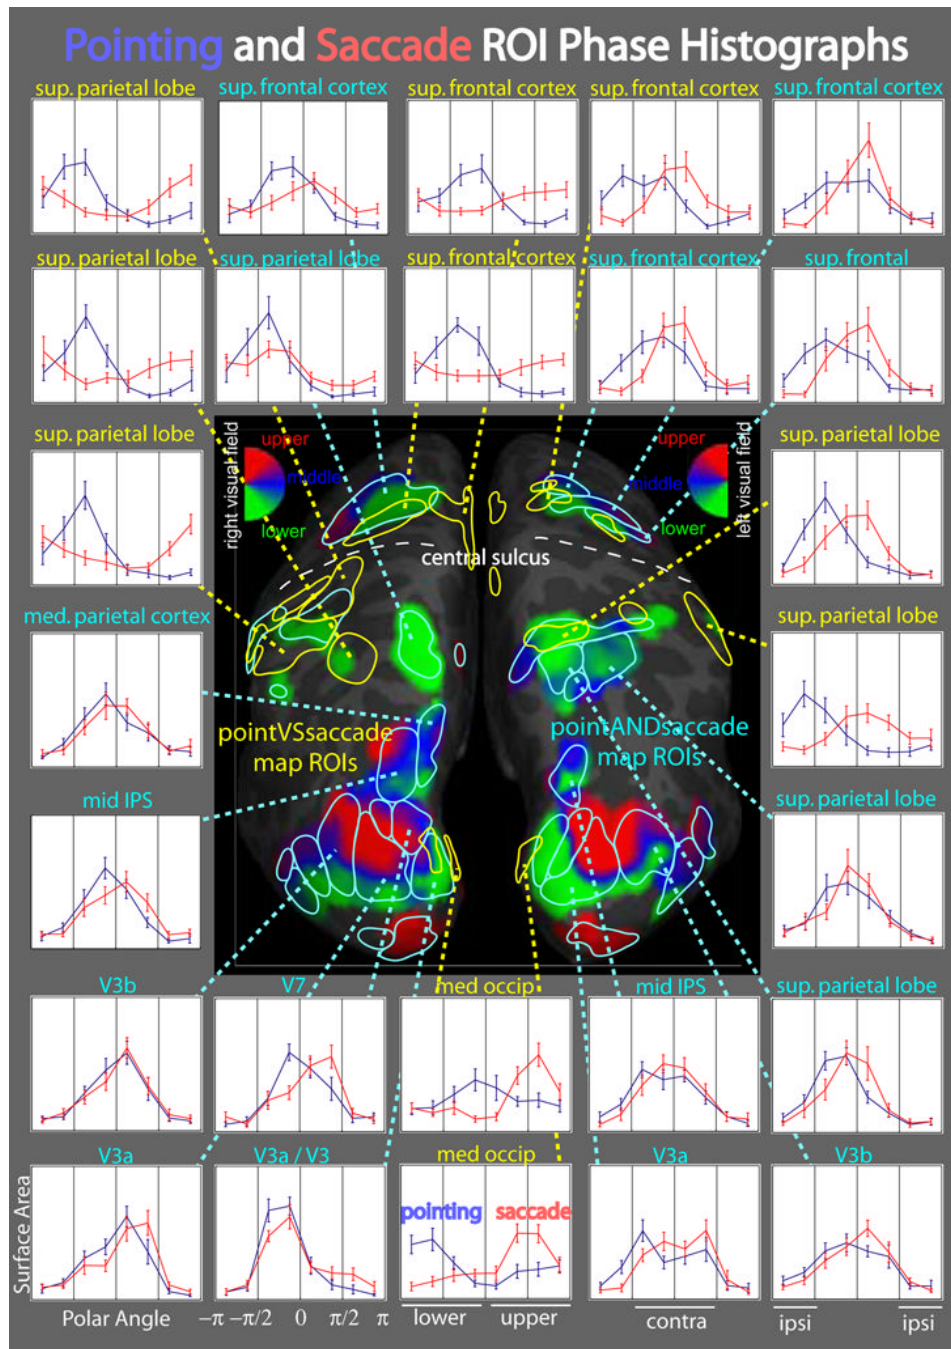 Pointing and Saccade ROI Phase Histographs
sup. parietal lobe
sup. frontal cortex
sup. frontal cortex
sup. frontal cortex
sup. frontal cortex
sup. parietal lobe
sup. parietal lobe
sup. frontal cortex
sup. frontal cortex
sup. frontal
sup. parietal lobe
right visual field
upper
middle
lower
upper
middle
lower
left visual field
sup. parietal lobe
central sulcus
med. parietal cortex
sup. parietal lobe
pointVSsaccade
map ROIs
pointANDsaccade
map ROIs
mid IPS
sup. parietal lobe
V3b
V7
med occip
mid IPS
sup. parietal lobe
V3a
V3a / V3
med occip
V3a
V3b
pointing
saccade
Surface Area
Polar Angle
−π −π/2 0 π/2 π
lower
upper
contra
ipsi
ipsi